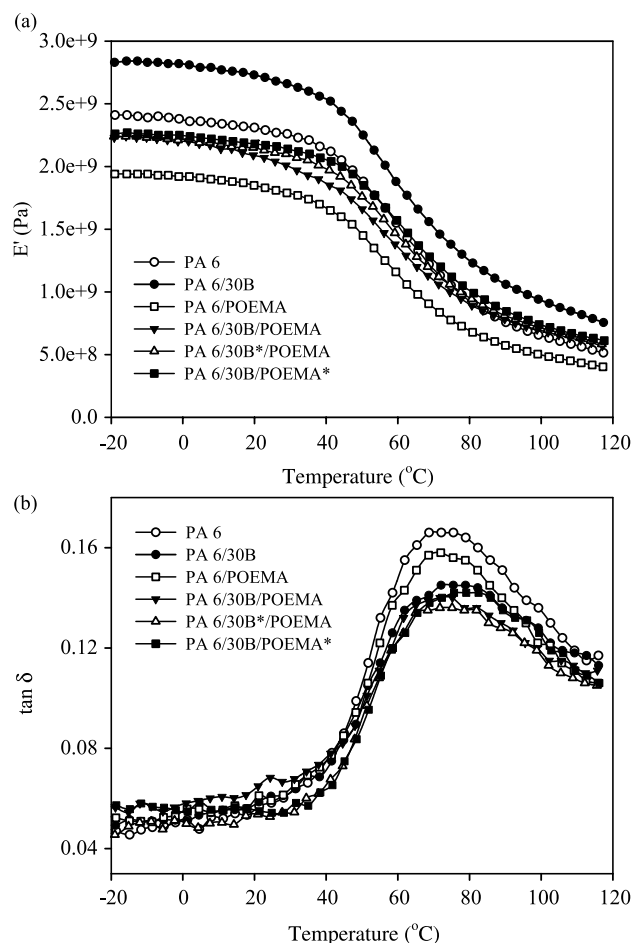 (a)
3.0e+9
2.5e+9
2.0e+9
1.5e+9
1.0e+9
5.0e+8
0.0
E' (Pa)
PA 6
PA 6/30B
PA 6/POEMA
PA 6/30B/POEMA
PA 6/30B*/POEMA
PA 6/30B/POEMA*
-20 0 20 40 60 80 100 120
Temperature (°C)
(b)
0.16
0.12
0.08
0.04
tan δ
PA 6
PA 6/30B
PA 6/POEMA
PA 6/30B/POEMA
PA 6/30B*/POEMA
PA 6/30B/POEMA*
-20 0 20 40 60 80 100 120
Temperature (°C)